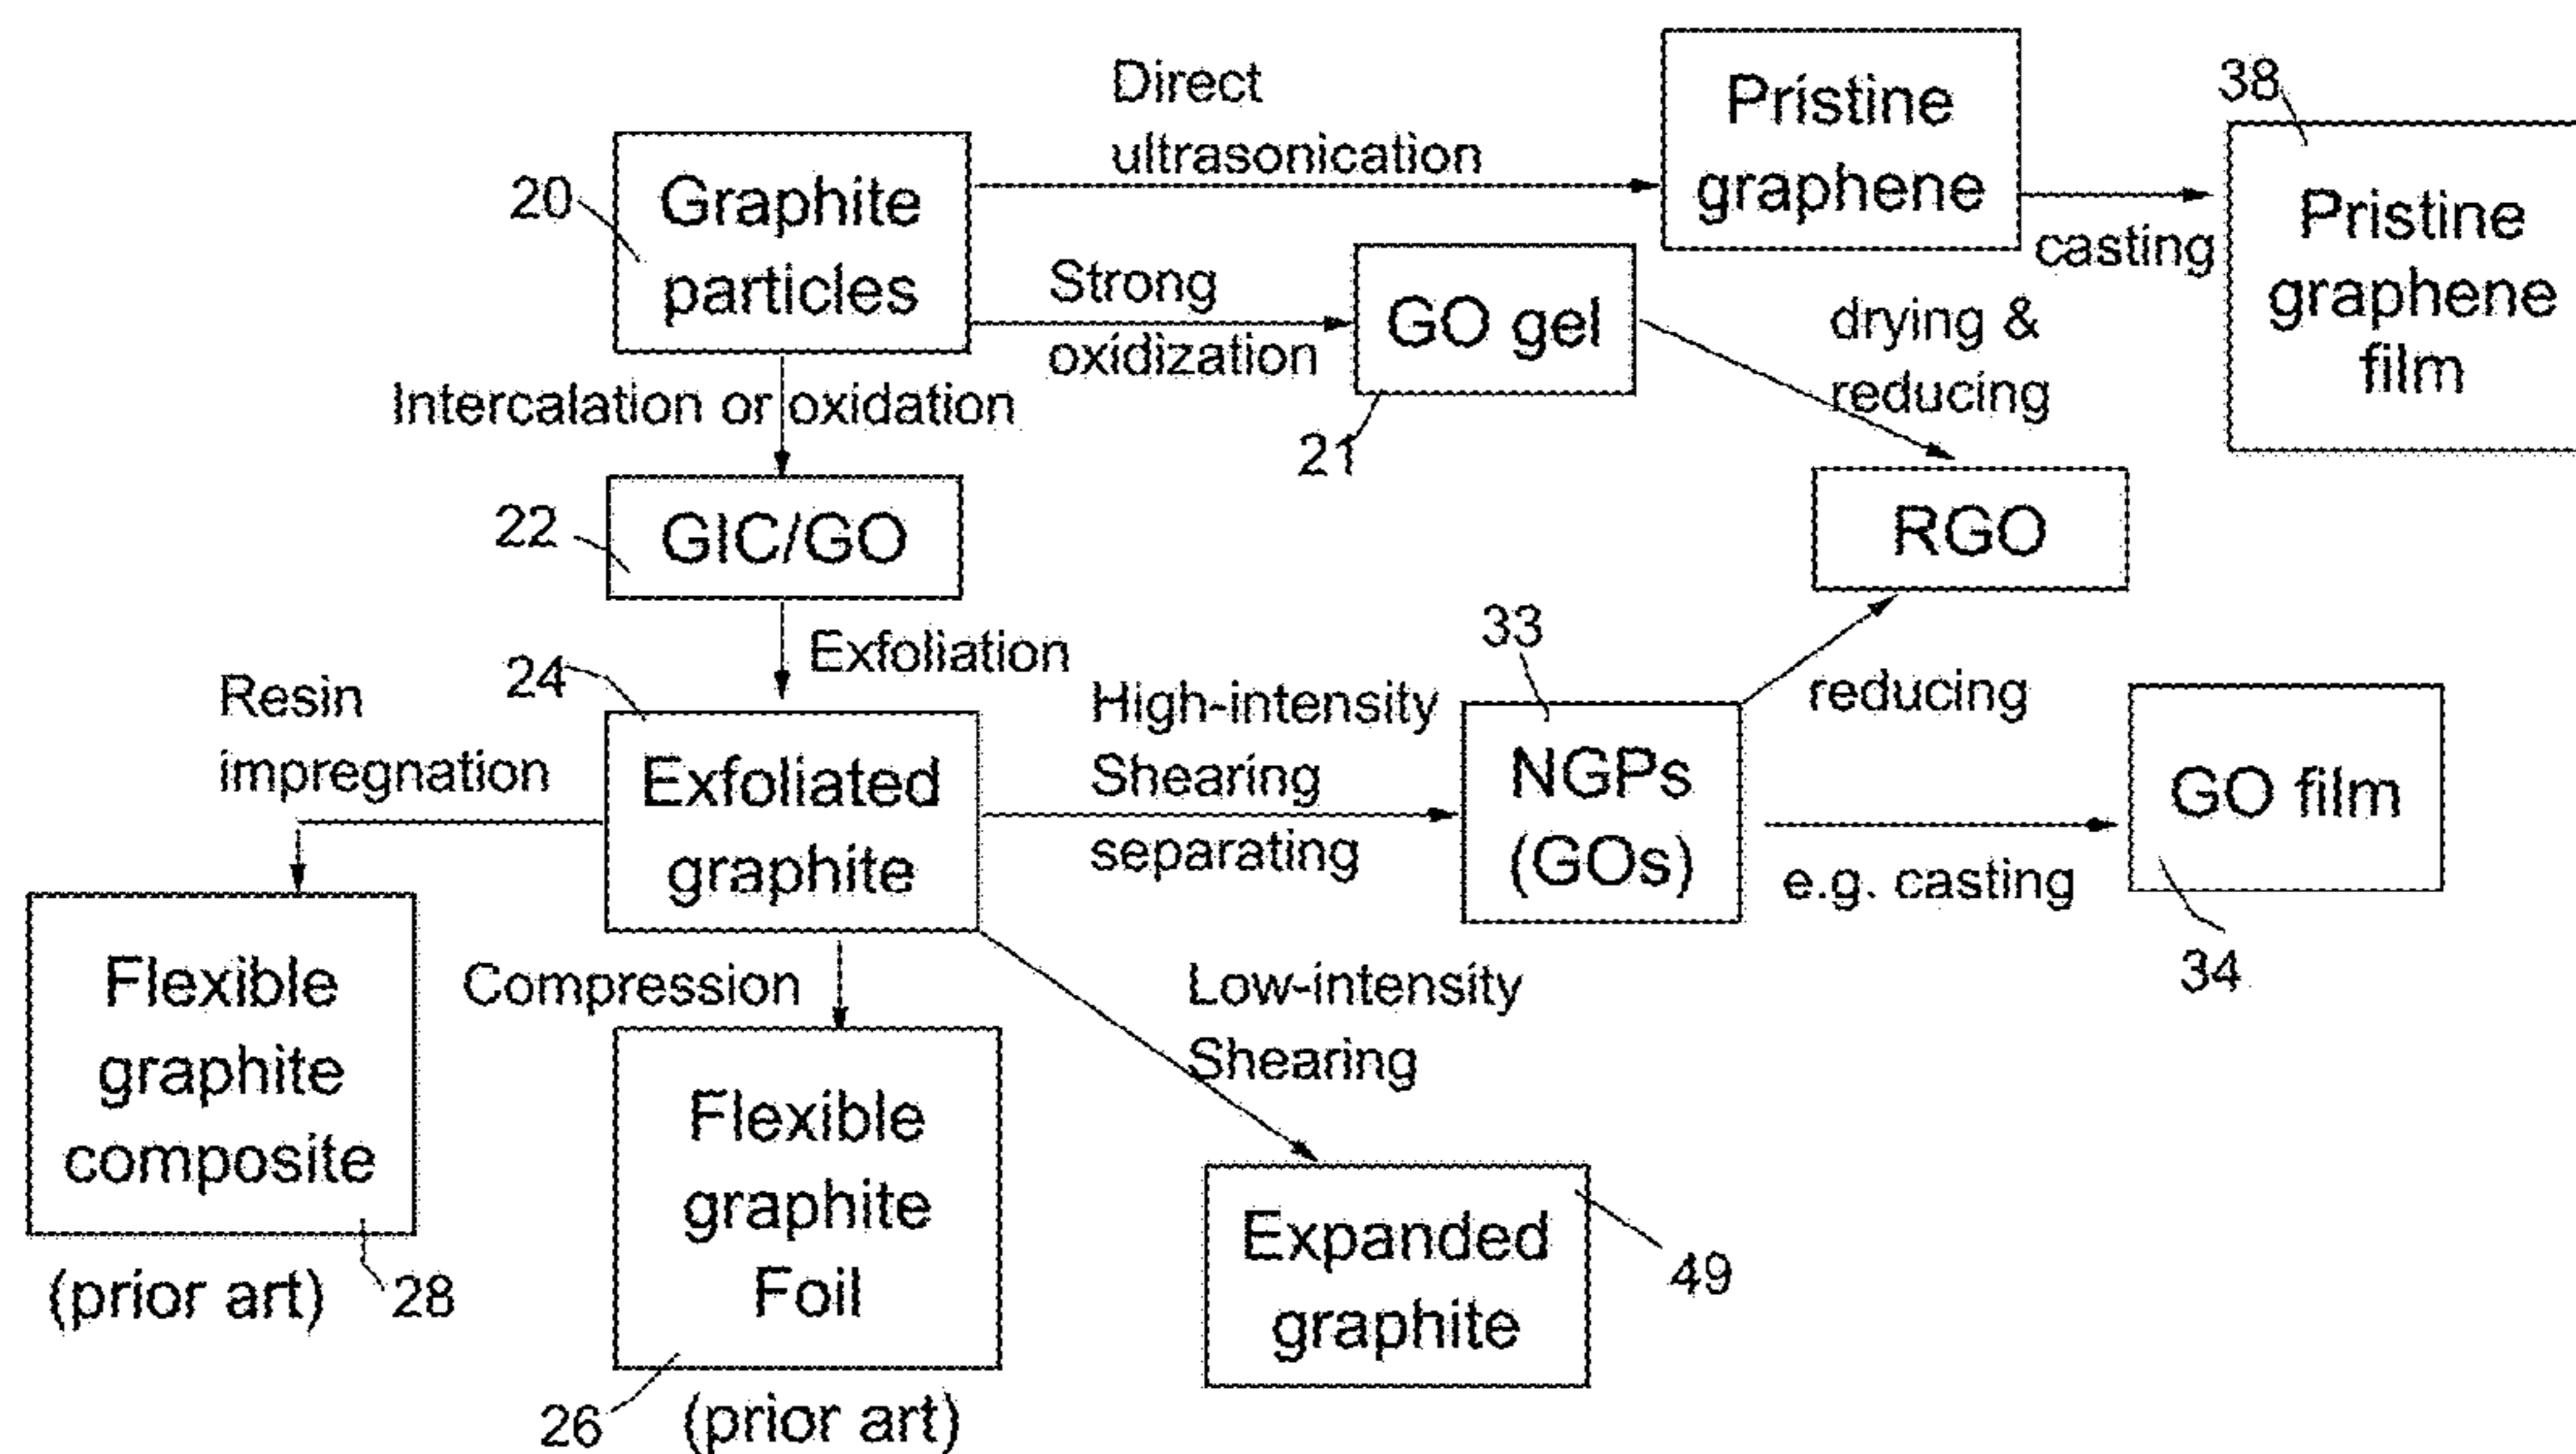 Direct
ultrasonication
Pristine
graphene
38
Pristine
graphene
film
casting
20
Graphite
particles
Strong
oxidization
GO gel
21
drying &
reducing
Intercalation or oxidation
22
GIC/GO
RGO
Exfoliation
24
33
reducing
Resin
impregnation
Exfoliated
graphite
High-intensity
Shearing
separating
NGPs
(GOs)
e.g. casting
GO film
34
Flexible
graphite
composite
(prior art)
28
Compression
Flexible
graphite
Foil
26
(prior art)
Low-intensity
Shearing
Expanded
graphite
49